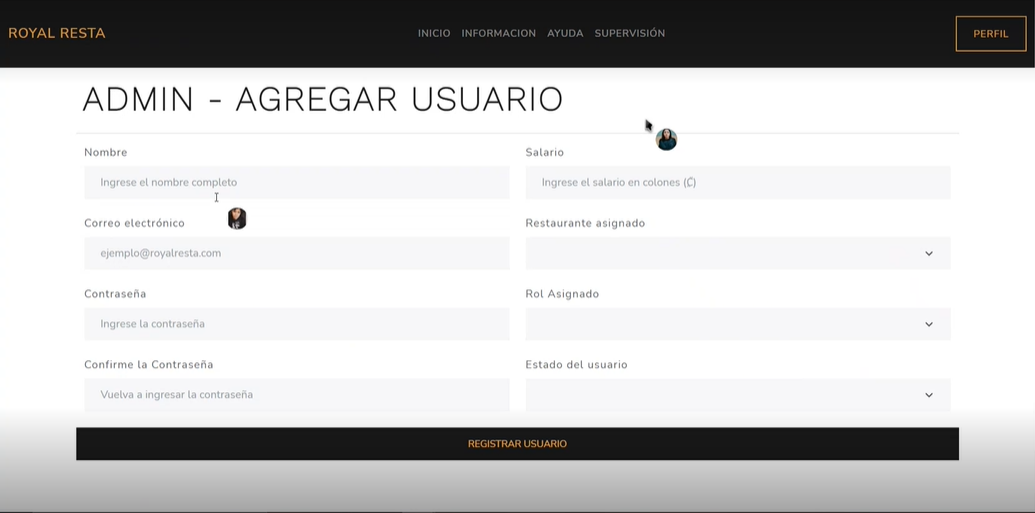 ROYAL RESTA
INICIO INFORMACION AYUDA SUPERVISIÓN
PERFIL
ADMIN - AGREGAR USUARIO
Nombre
Ingrese el nombre completo
Correo electrónico
ejemplo@royalresta.com
Contraseña
Ingrese la contraseña
Confirme la Contraseña
Vuelva a ingresar la contraseña
Salario
Ingrese el salario en colones (₡)
Restaurante asignado
Rol Asignado
Estado del usuario
REGISTRAR USUARIO